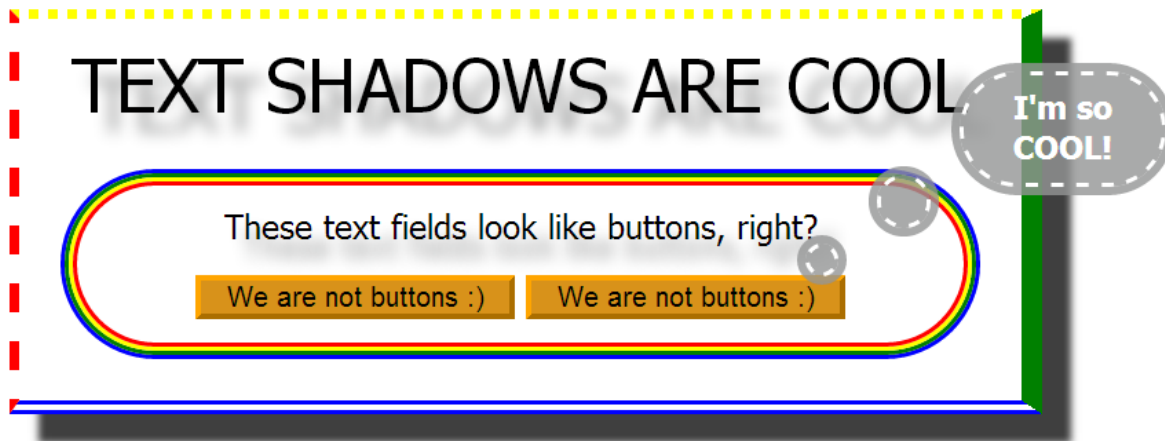 TEXT SHADOWS ARE COOL
I'm so
COOL!
These text fields look like buttons, right?
We are not buttons :)
We are not buttons :)